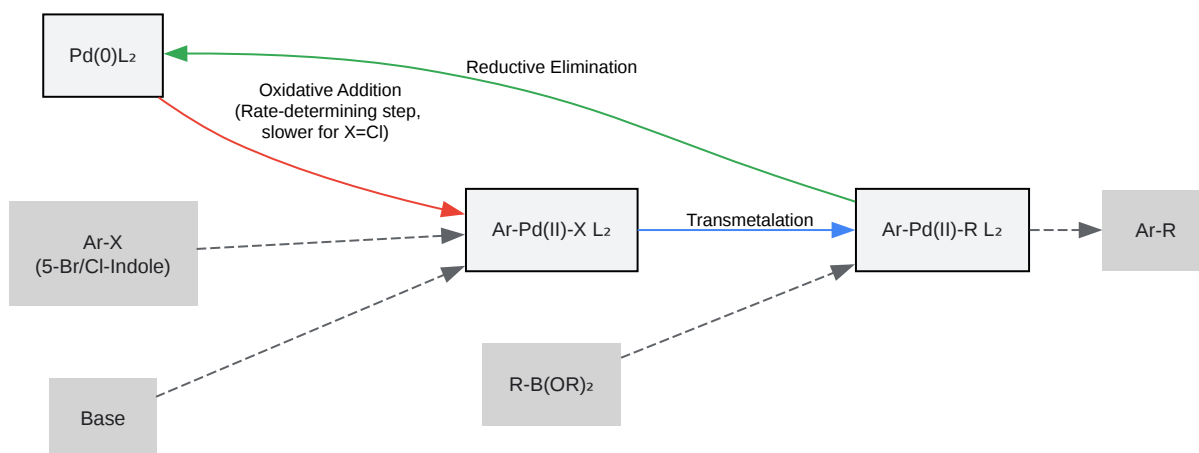 Pd(0)L₂
Reductive Elimination
Oxidative Addition
(Rate-determining step,
slower for X=Cl)
Ar-X
(5-Br/Cl-Indole)
Ar-Pd(II)-X L₂
Transmetalation
Ar-Pd(II)-R L₂
Ar-R
R-B(OR)₂
Base